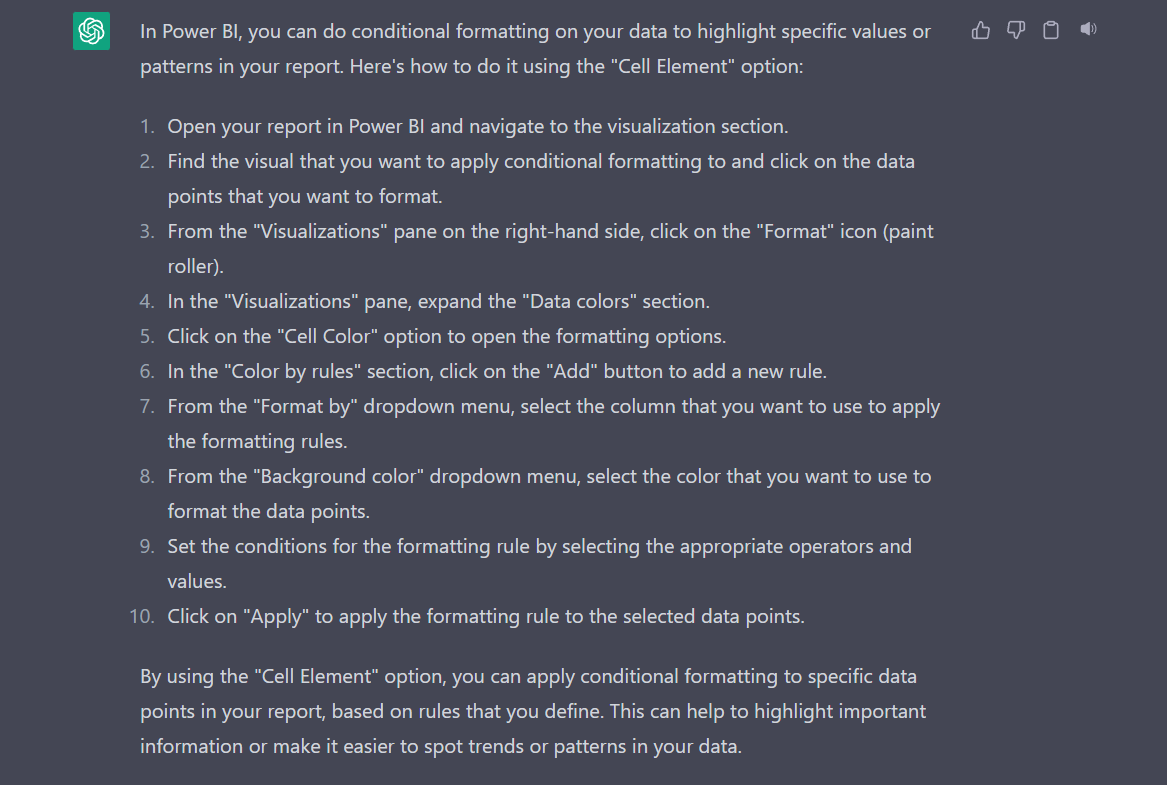 In Power BI, you can do conditional formatting on your data to highlight specific values or
patterns in your report. Here's how to do it using the "Cell Element" option:
1. Open your report in Power BI and navigate to the visualization section.
2. Find the visual that you want to apply conditional formatting to and click on the data
points that you want to format.
3. From the "Visualizations" pane on the right-hand side, click on the "Format" icon (paint
roller).
4. In the "Visualizations" pane, expand the "Data colors" section.
5. Click on the "Cell Color" option to open the formatting options.
6. In the "Color by rules" section, click on the "Add" button to add a new rule.
7. From the "Format by" dropdown menu, select the column that you want to use to apply
the formatting rules.
8. From the "Background color" dropdown menu, select the color that you want to use to
format the data points.
9. Set the conditions for the formatting rule by selecting the appropriate operators and
values.
10. Click on "Apply" to apply the formatting rule to the selected data points.
By using the "Cell Element" option, you can apply conditional formatting to specific data
points in your report, based on rules that you define. This can help to highlight important
information or make it easier to spot trends or patterns in your data.